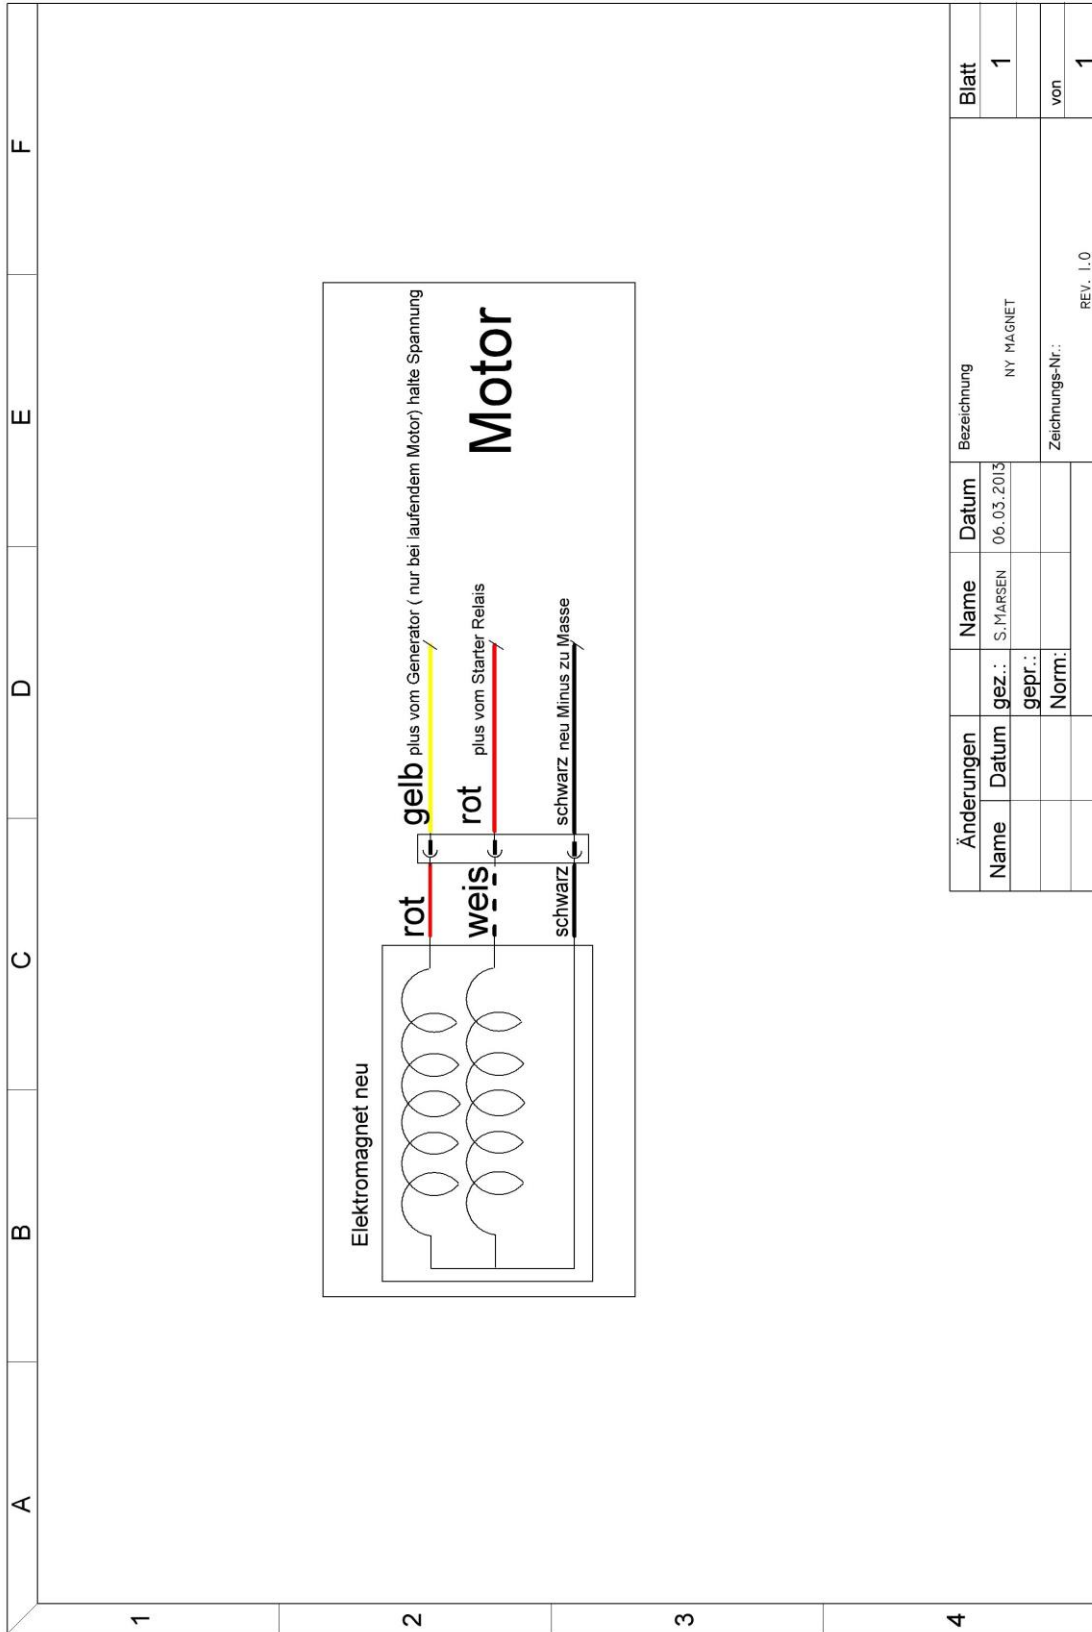 A B C D E F
1
2
3
4
Elektromagnet neu
rot gelb plus vom Generator ( nur bei laufendem Motor) halte Spannung
weis rot plus vom Starter Relais
Motor
schwarz schwarz neu Minus zu Masse
Änderungen Name Datum Bezeichnung Blatt
Name Datum gez.: S.MARSEN 06.03.2013 NY MAGNET 1
gepr.:
Norm: Zeichnungs-Nr.: von
REV. 1.0 1